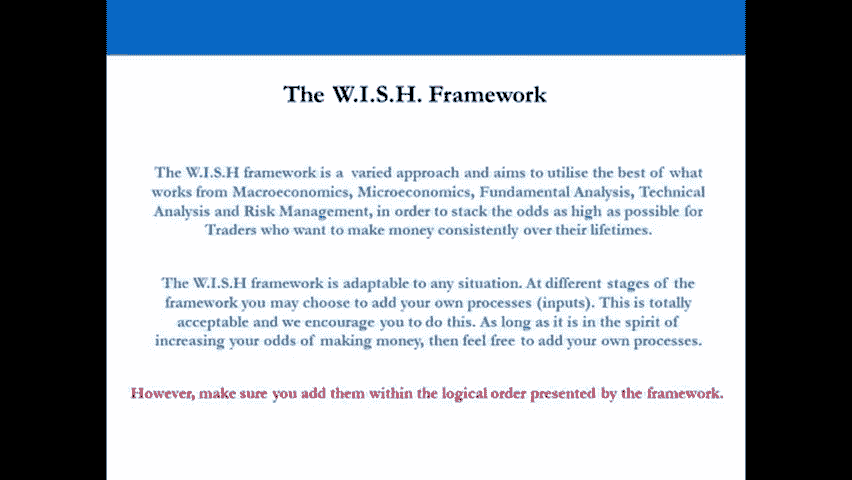 The W.I.S.H. Framework
The W.I.S.H framework is a varied approach and aims to utilise the best of what
works from Macroeconomics, Microeconomics, Fundamental Analysis, Technical
Analysis and Risk Management, in order to stack the odds as high as possible for
Traders who want to make money consistently over their lifetimes.
The W.I.S.H framework is adaptable to any situation. At different stages of the
framework you may choose to add your own processes (inputs). This is totally
acceptable and we encourage you to do this. As long as it is in the spirit of
increasing your odds of making money, then feel free to add your own processes.
However, make sure you add them within the logical order presented by the framework.